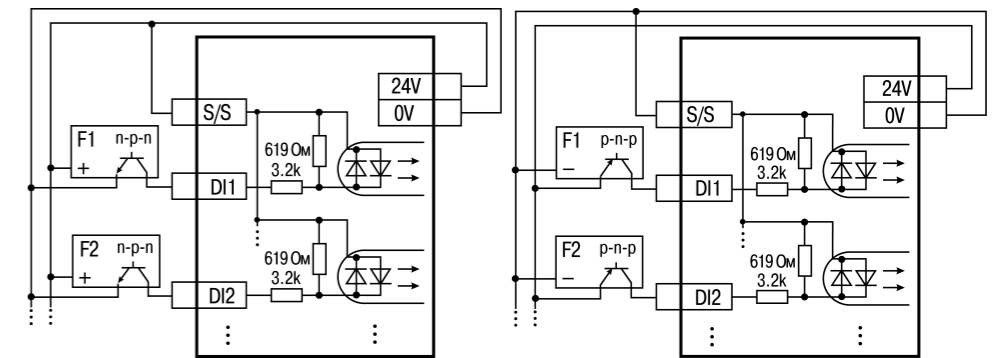 24V
0V
S/S
F1 n-p-n
+
619 Ом
3.2k
DI1
F2 n-p-n
+
619 Ом
3.2k
DI2
24V
0V
S/S
F1 p-n-p
−
619 Ом
3.2k
DI1
F2 p-n-p
−
619 Ом
3.2k
DI2